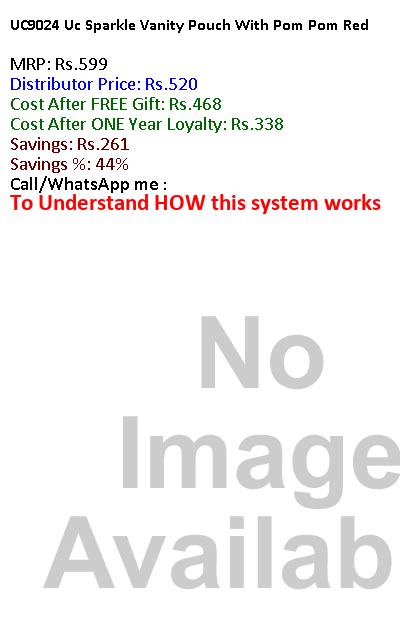 UC9024 Uc Sparkle Vanity Pouch With Pom Pom Red
MRP: Rs.599
Distributor Price: Rs.520
Cost After FREE Gift: Rs.468
Cost After ONE Year Loyalty: Rs.338
Savings: Rs.261
Savings %: 44%
Call/WhatsApp me :
To Understand HOW this system works
No
Image
Availab